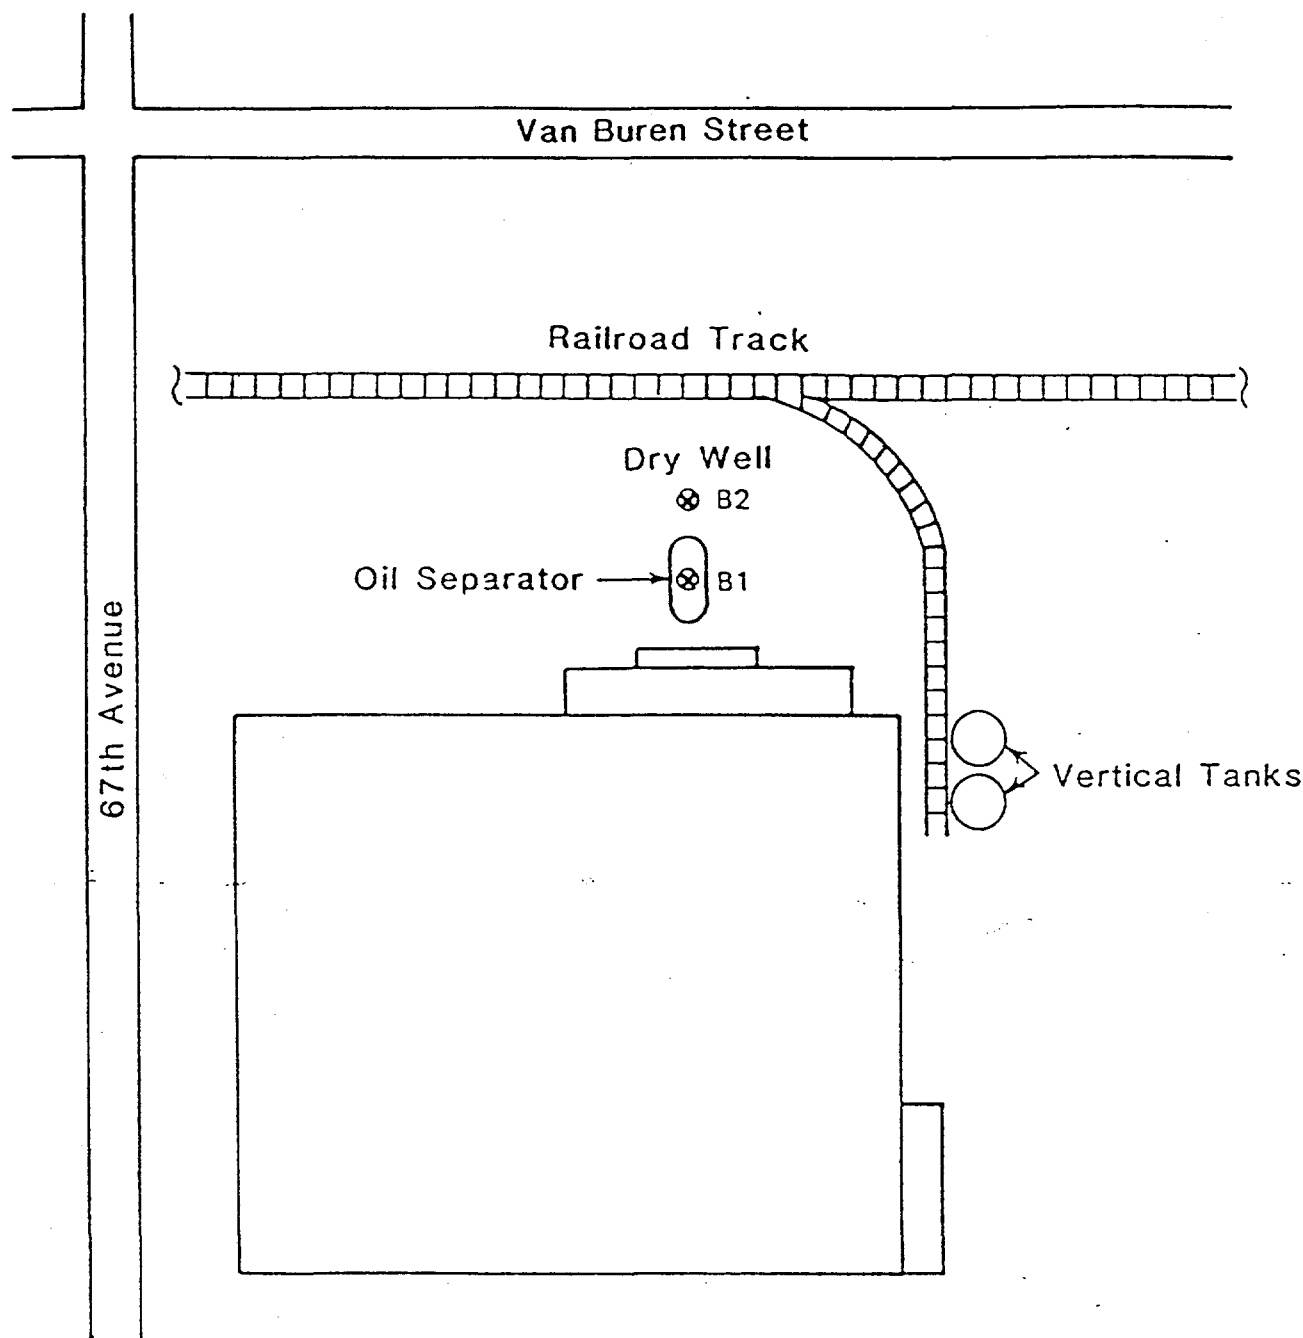 Van Buren Street
Railroad Track
Dry Well
B2
Oil Separator
B1
67th Avenue
Vertical Tanks